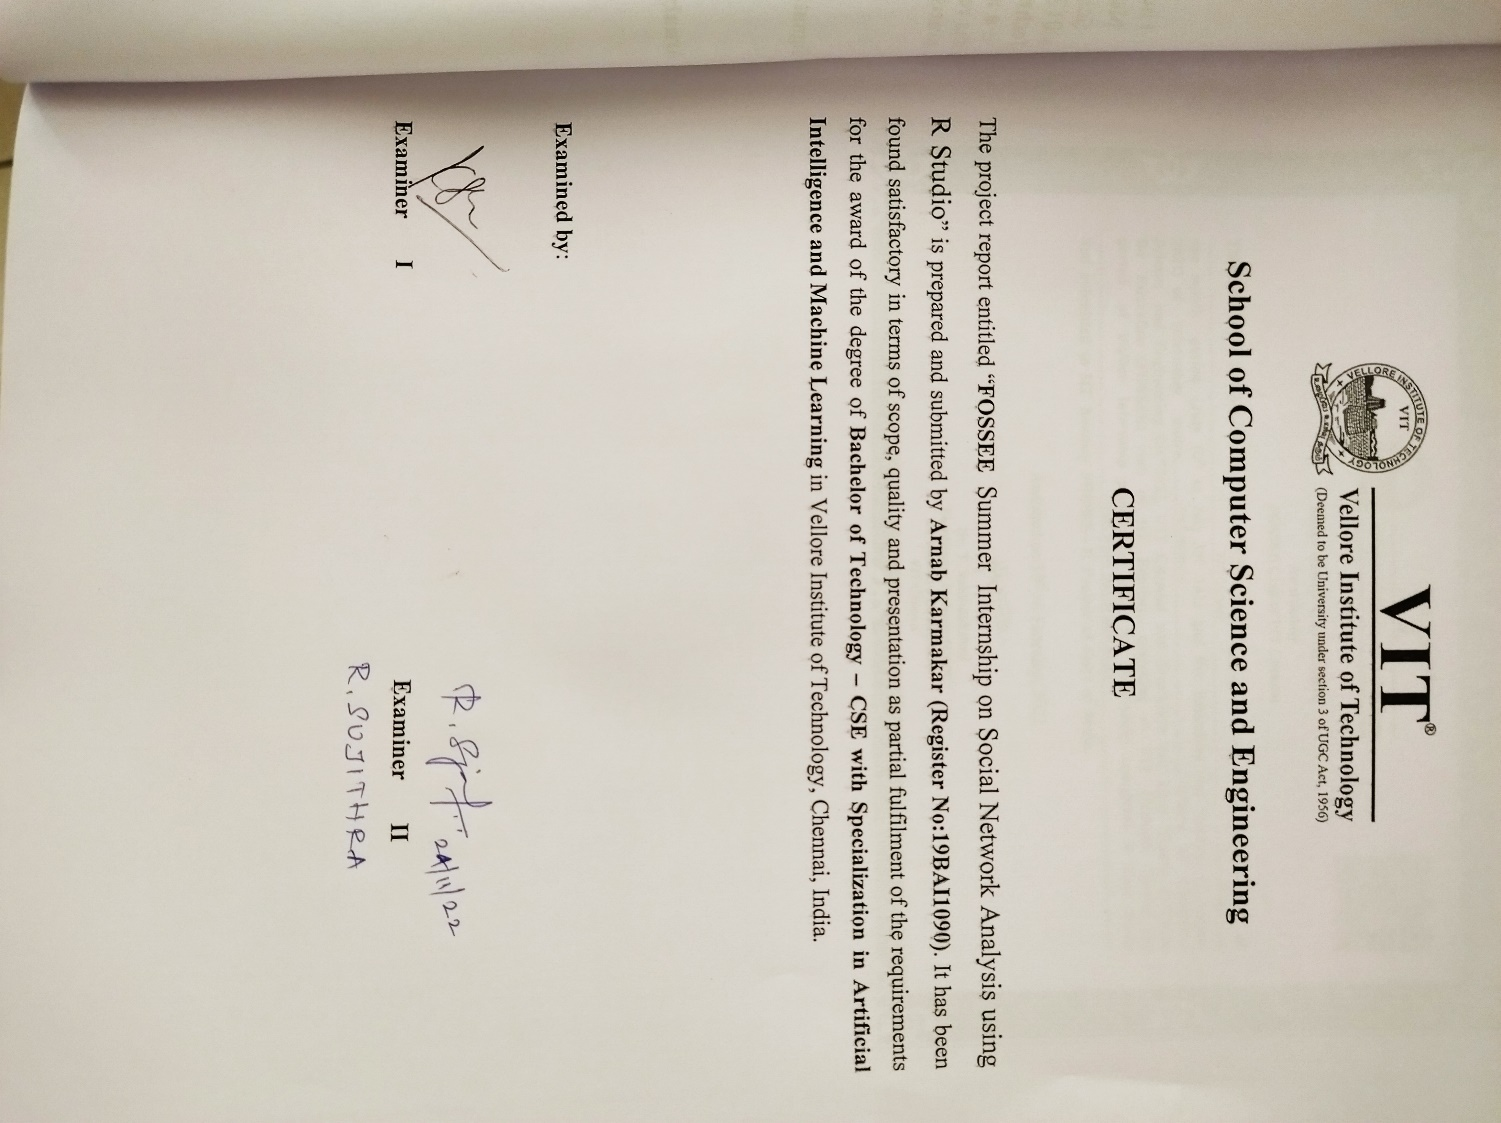 VIT®
VELLORE INSTITUTE OF TECHNOLOGY
VIT
Vellore Institute of Technology
(Deemed to be University under section 3 of UGC Act, 1956)
School of Computer Science and Engineering
CERTIFICATE
The project report entitled “FOSSEE Summer Internship on Social Network Analysis using
R Studio” is prepared and submitted by Arnab Karmakar (Register No:19BAI1090). It has been
found satisfactory in terms of scope, quality and presentation as partial fulfilment of the requirements
for the award of the degree of Bachelor of Technology – CSE with Specialization in Artificial
Intelligence and Machine Learning in Vellore Institute of Technology, Chennai, India.
Examined by:
24/11/22
Examiner I Examiner II
R. SUJITHRA